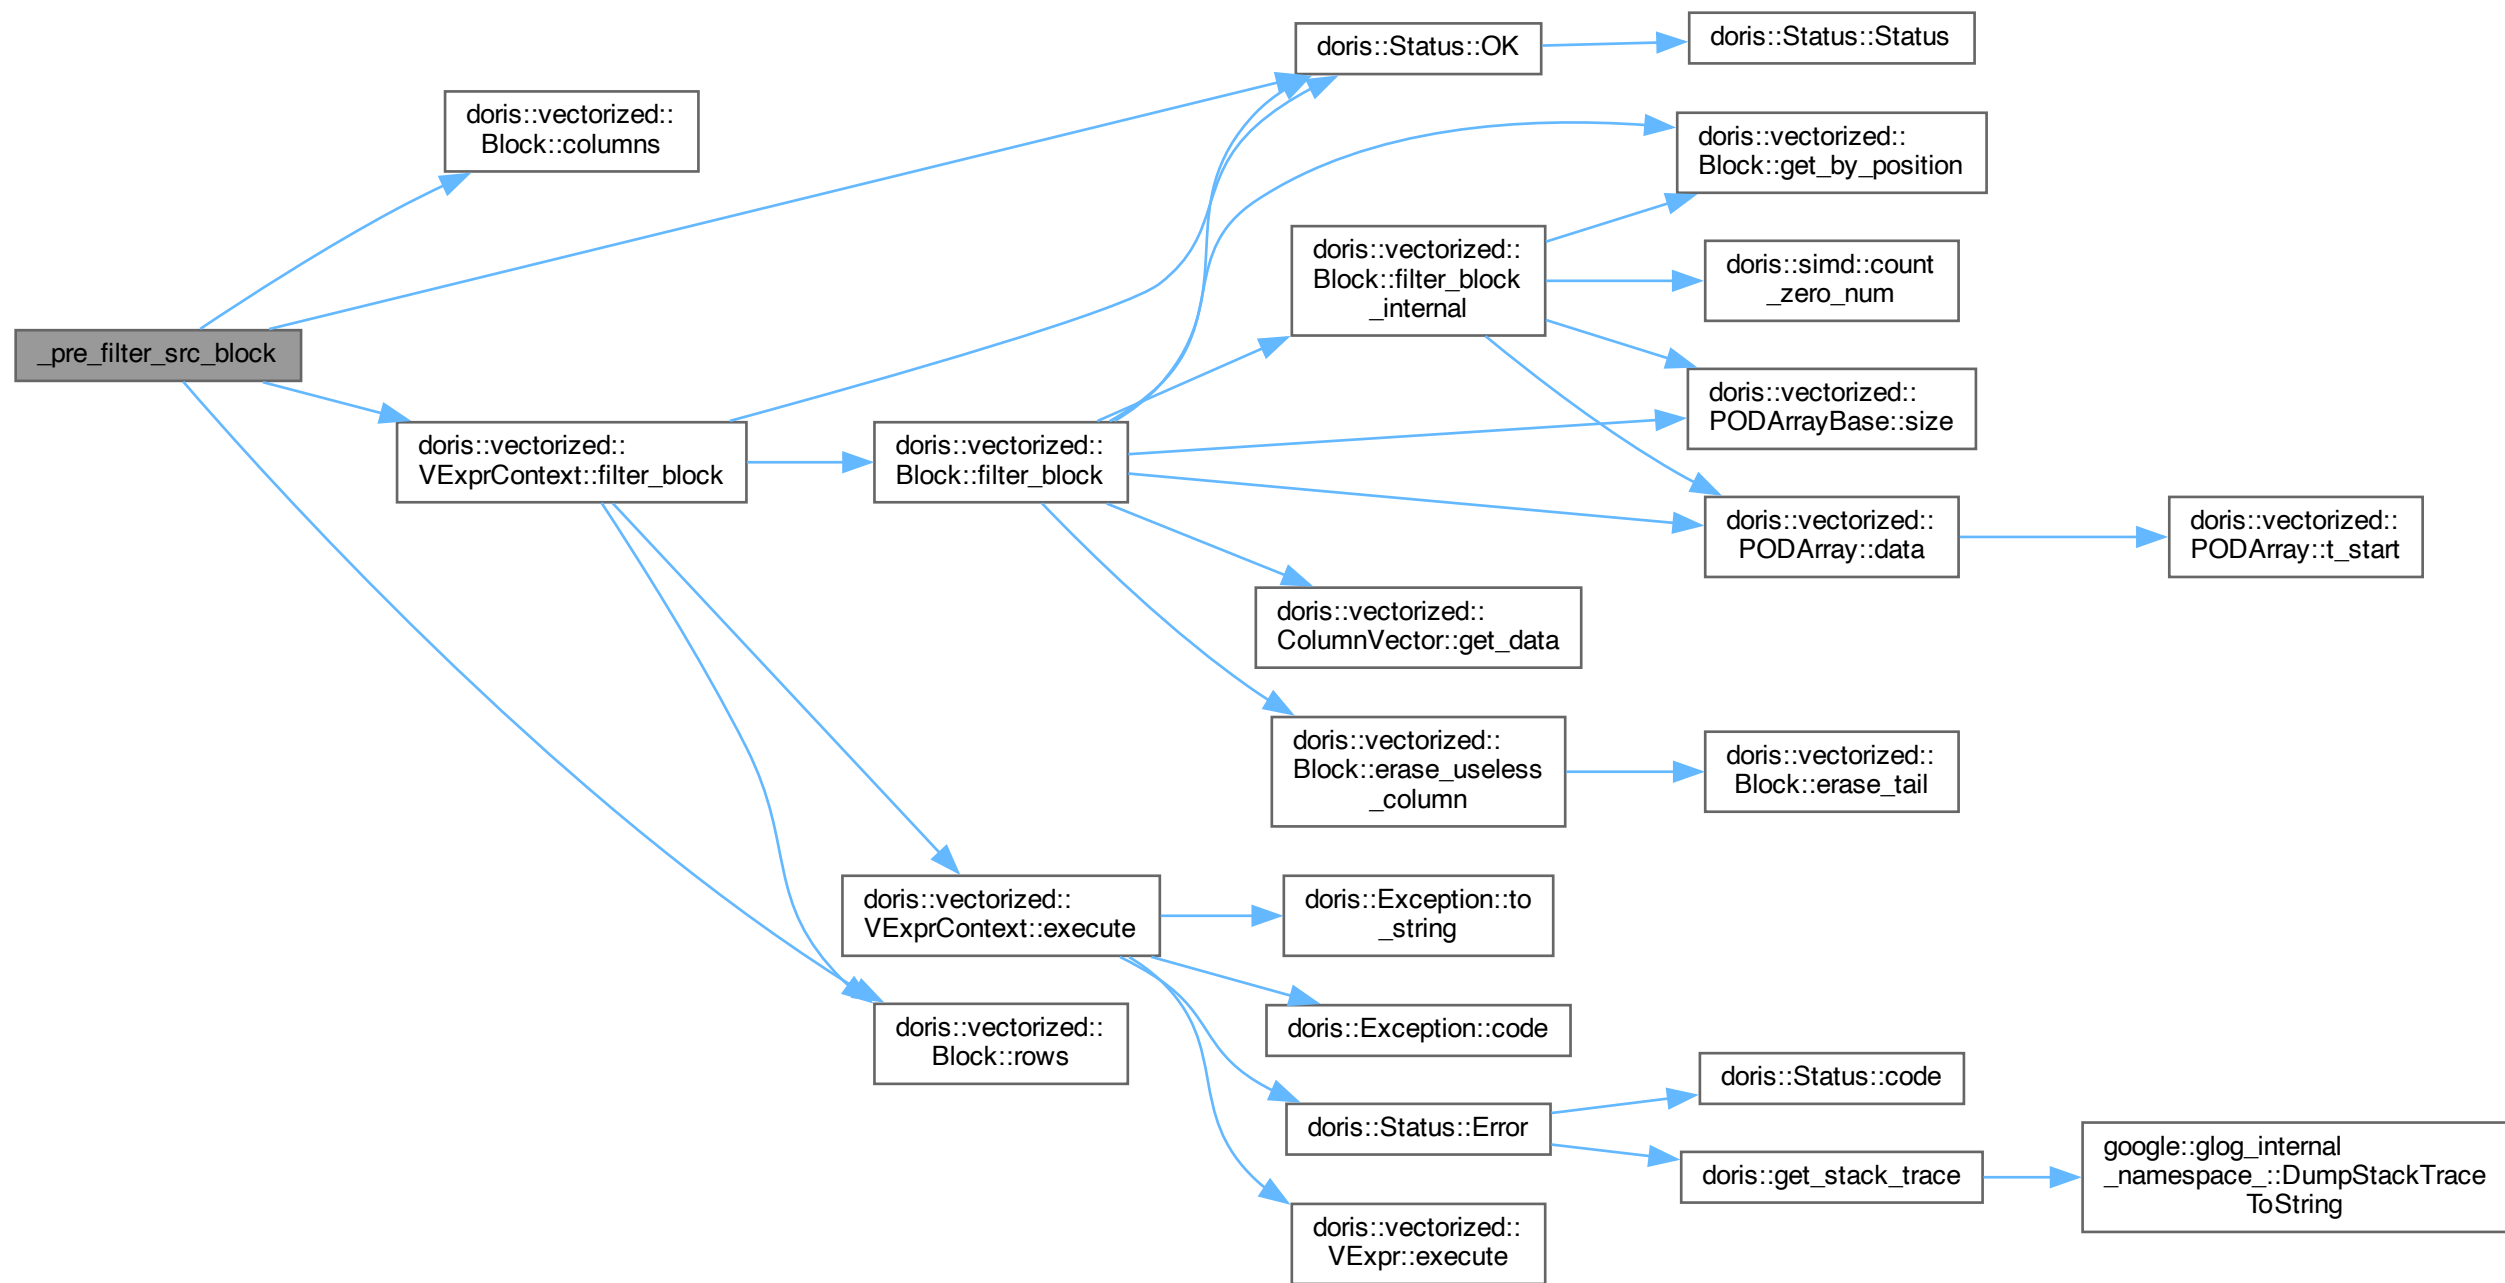 _pre_filter_src_block
doris::vectorized::
Block::columns
doris::Status::OK
doris::Status::Status
doris::vectorized::
VExprContext::filter_block
doris::vectorized::
Block::filter_block
doris::vectorized::
Block::filter_block
_internal
doris::vectorized::
Block::get_by_position
doris::simd::count
_zero_num
doris::vectorized::
PODArrayBase::size
doris::vectorized::
PODArray::data
doris::vectorized::
PODArray::t_start
doris::vectorized::
ColumnVector::get_data
doris::vectorized::
Block::erase_useless
_column
doris::vectorized::
Block::erase_tail
doris::vectorized::
VExprContext::execute
doris::vectorized::
Block::rows
doris::Exception::to
_string
doris::Exception::code
doris::Status::Error
doris::Status::code
doris::get_stack_trace
google::glog_internal
_namespace_::DumpStackTrace
ToString
doris::vectorized::
VExpr::execute